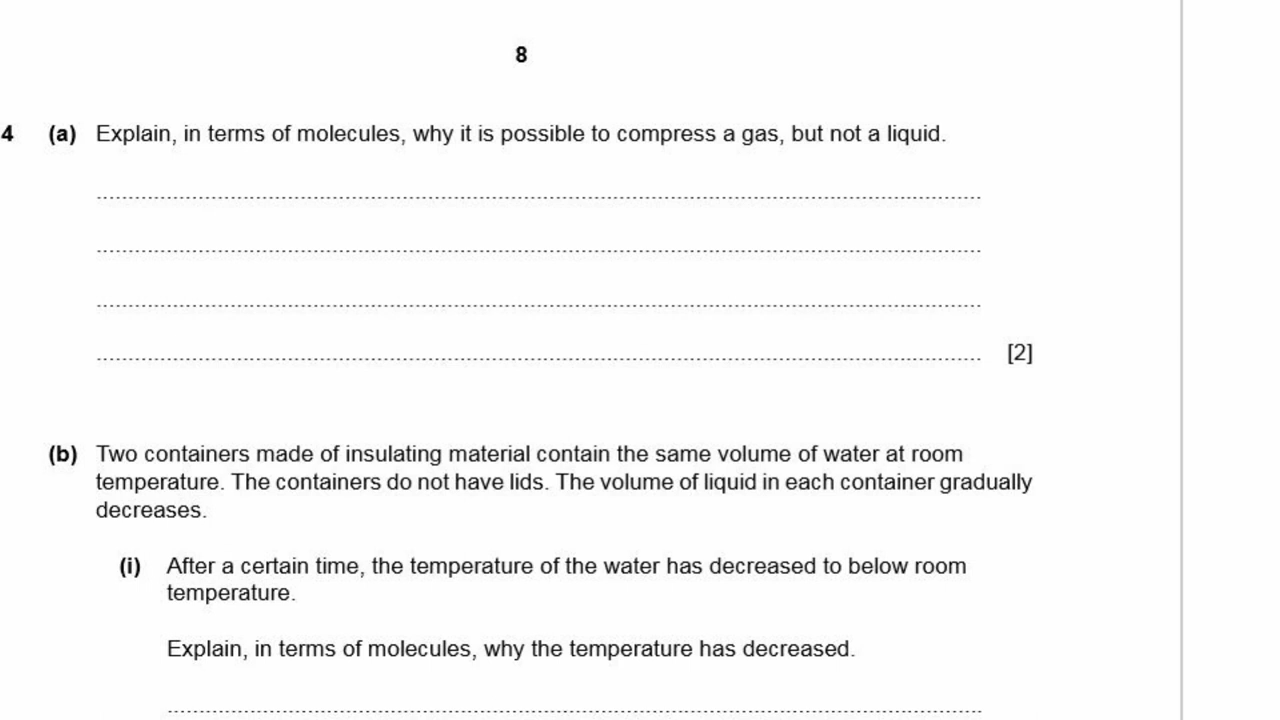 8
4 (a) Explain, in terms of molecules, why it is possible to compress a gas, but not a liquid.
[2]
(b) Two containers made of insulating material contain the same volume of water at room
temperature. The containers do not have lids. The volume of liquid in each container gradually
decreases.
(i) After a certain time, the temperature of the water has decreased to below room
temperature.
Explain, in terms of molecules, why the temperature has decreased.